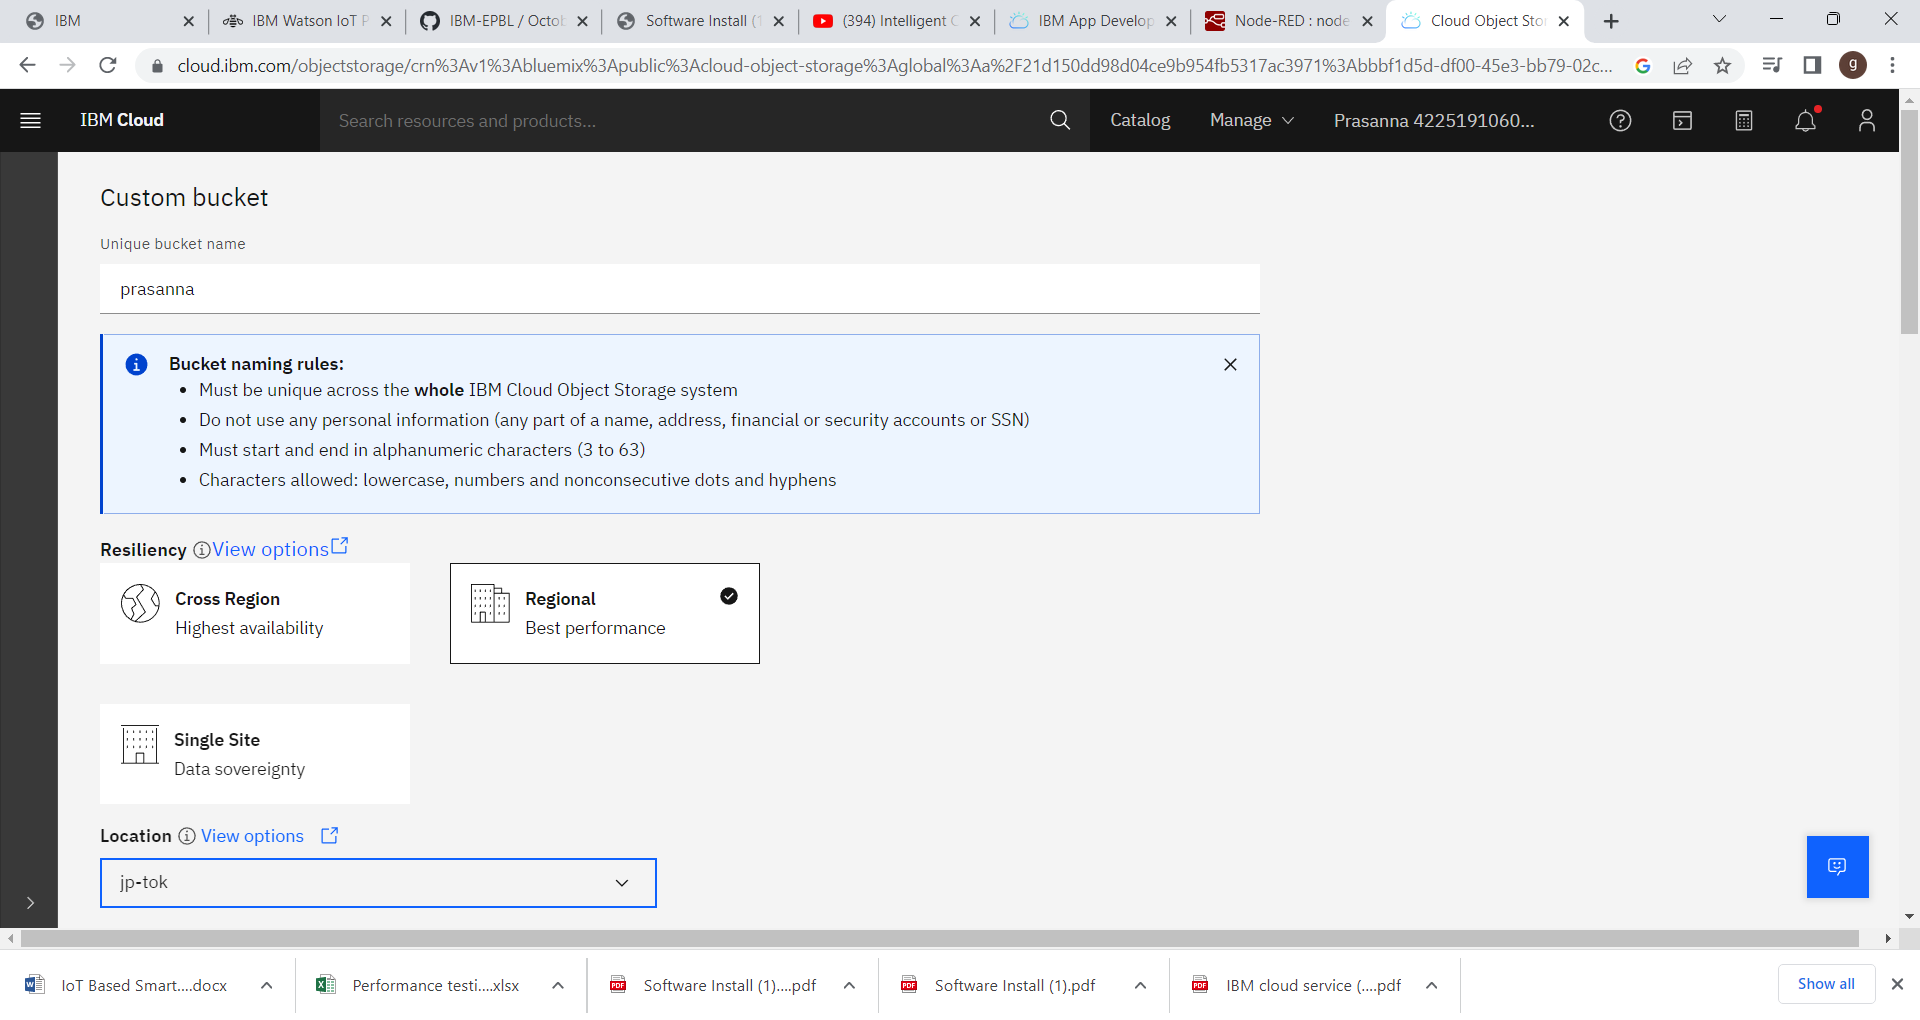 IBM
IBM Watson IoT P
IBM-EPBL / Octob
Software Install (1
(394) Intelligent C
IBM App Develop
Node-RED : node
Cloud Object Sto
cloud.ibm.com/objectstorage/crn%3Av1%3Abluemix%3Apublic%3Acloud-object-storage%3Aglobal%3Aa%2F21d150dd98d04ce9b954fb5317ac3971%3Abbbf1d5d-df00-45e3-bb79-02c...
g
IBM Cloud
Search resources and products...
Catalog
Manage
Prasanna 4225191060...
Custom bucket
Unique bucket name
prasanna
Bucket naming rules:
• Must be unique across the whole IBM Cloud Object Storage system
• Do not use any personal information (any part of a name, address, financial or security accounts or SSN)
• Must start and end in alphanumeric characters (3 to 63)
• Characters allowed: lowercase, numbers and nonconsecutive dots and hyphens
Resiliency View options
Cross Region
Highest availability
Regional
Best performance
Single Site
Data sovereignty
Location View options
jp-tok
IoT Based Smart....docx
Performance testi....xlsx
Software Install (1)....pdf
Software Install (1).pdf
IBM cloud service (....pdf
Show all